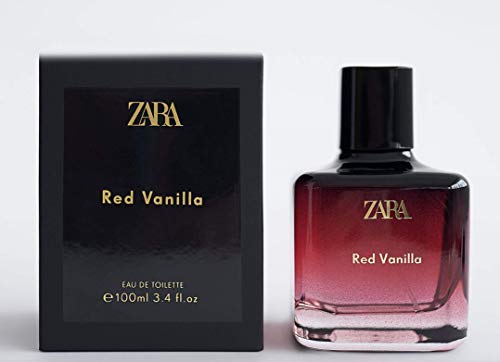 ZARA
Red Vanilla
EAU DE TOILETTE
℮100ml 3.4 fl.oz
ZARA
Red Vanilla